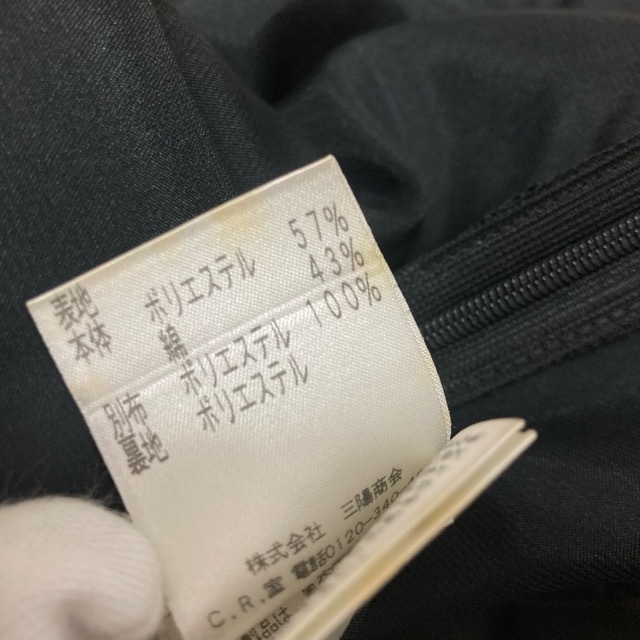 表地
本体 ポリエステル 57%
綿 43%
別布 ポリエステル 100%
裏地 ポリエステル
株式会社 三陽商会
C.R.室 電話0120-340-